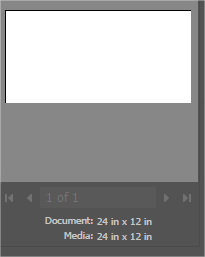 1 of 1
Document: 24 in x 12 in
Media: 24 in x 12 in